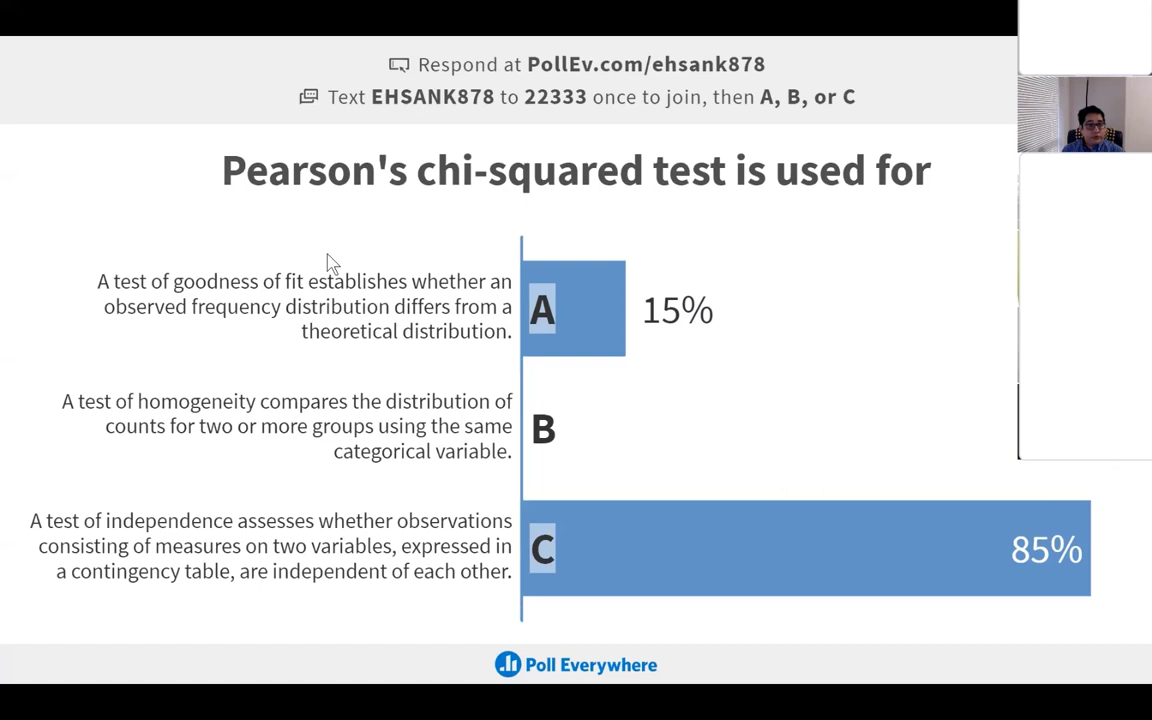 Respond at PollEv.com/ehsank878
Text EHSANK878 to 22333 once to join, then A, B, or C
Pearson's chi-squared test is used for
A test of goodness of fit establishes whether an
observed frequency distribution differs from a
theoretical distribution.
A
15%
A test of homogeneity compares the distribution of
counts for two or more groups using the same
categorical variable.
B
A test of independence assesses whether observations
consisting of measures on two variables, expressed in
a contingency table, are independent of each other.
C
85%
Poll Everywhere